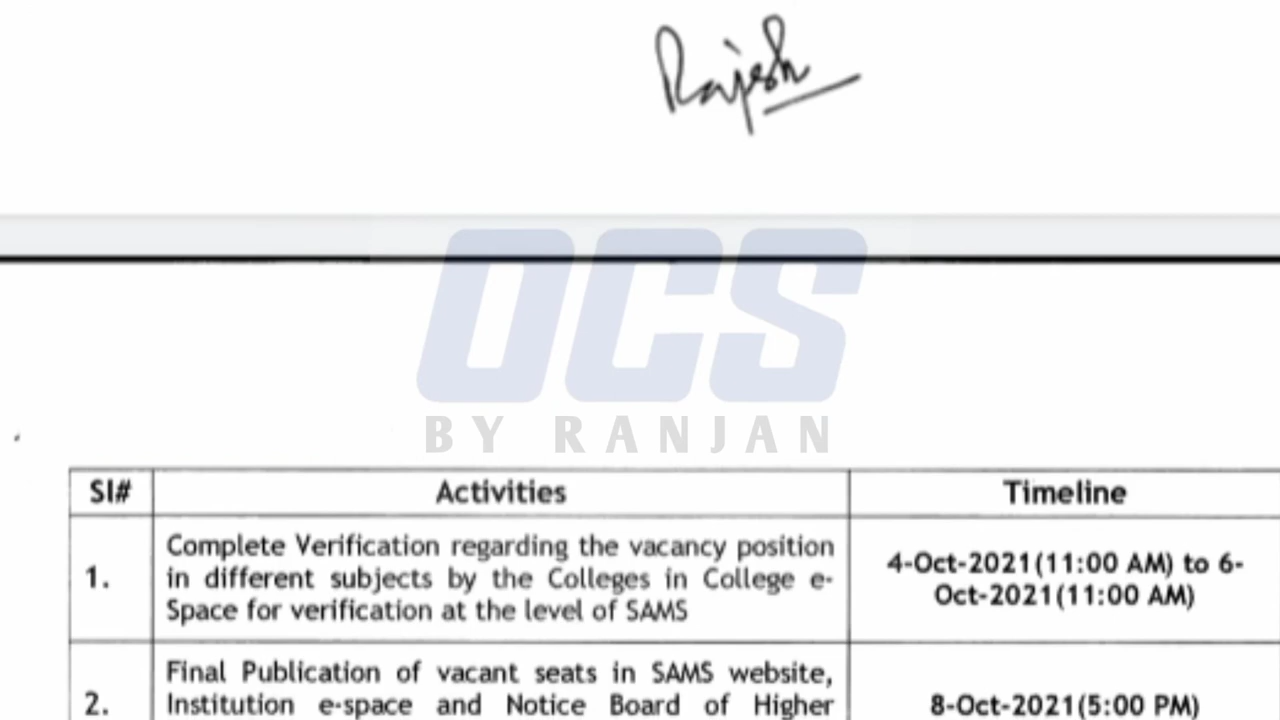 Rajesh
OCS
BY RANJAN
Sl# Activities Timeline
Complete Verification regarding the vacancy position
in different subjects by the Colleges in College e-
1.
Space for verification at the level of SAMS
4-Oct-2021(11:00 AM) to 6-
Oct-2021(11:00 AM)
Final Publication of vacant seats in SAMS website,
2.
Institution e-space and Notice Board of Higher
8-Oct-2021(5:00 PM)